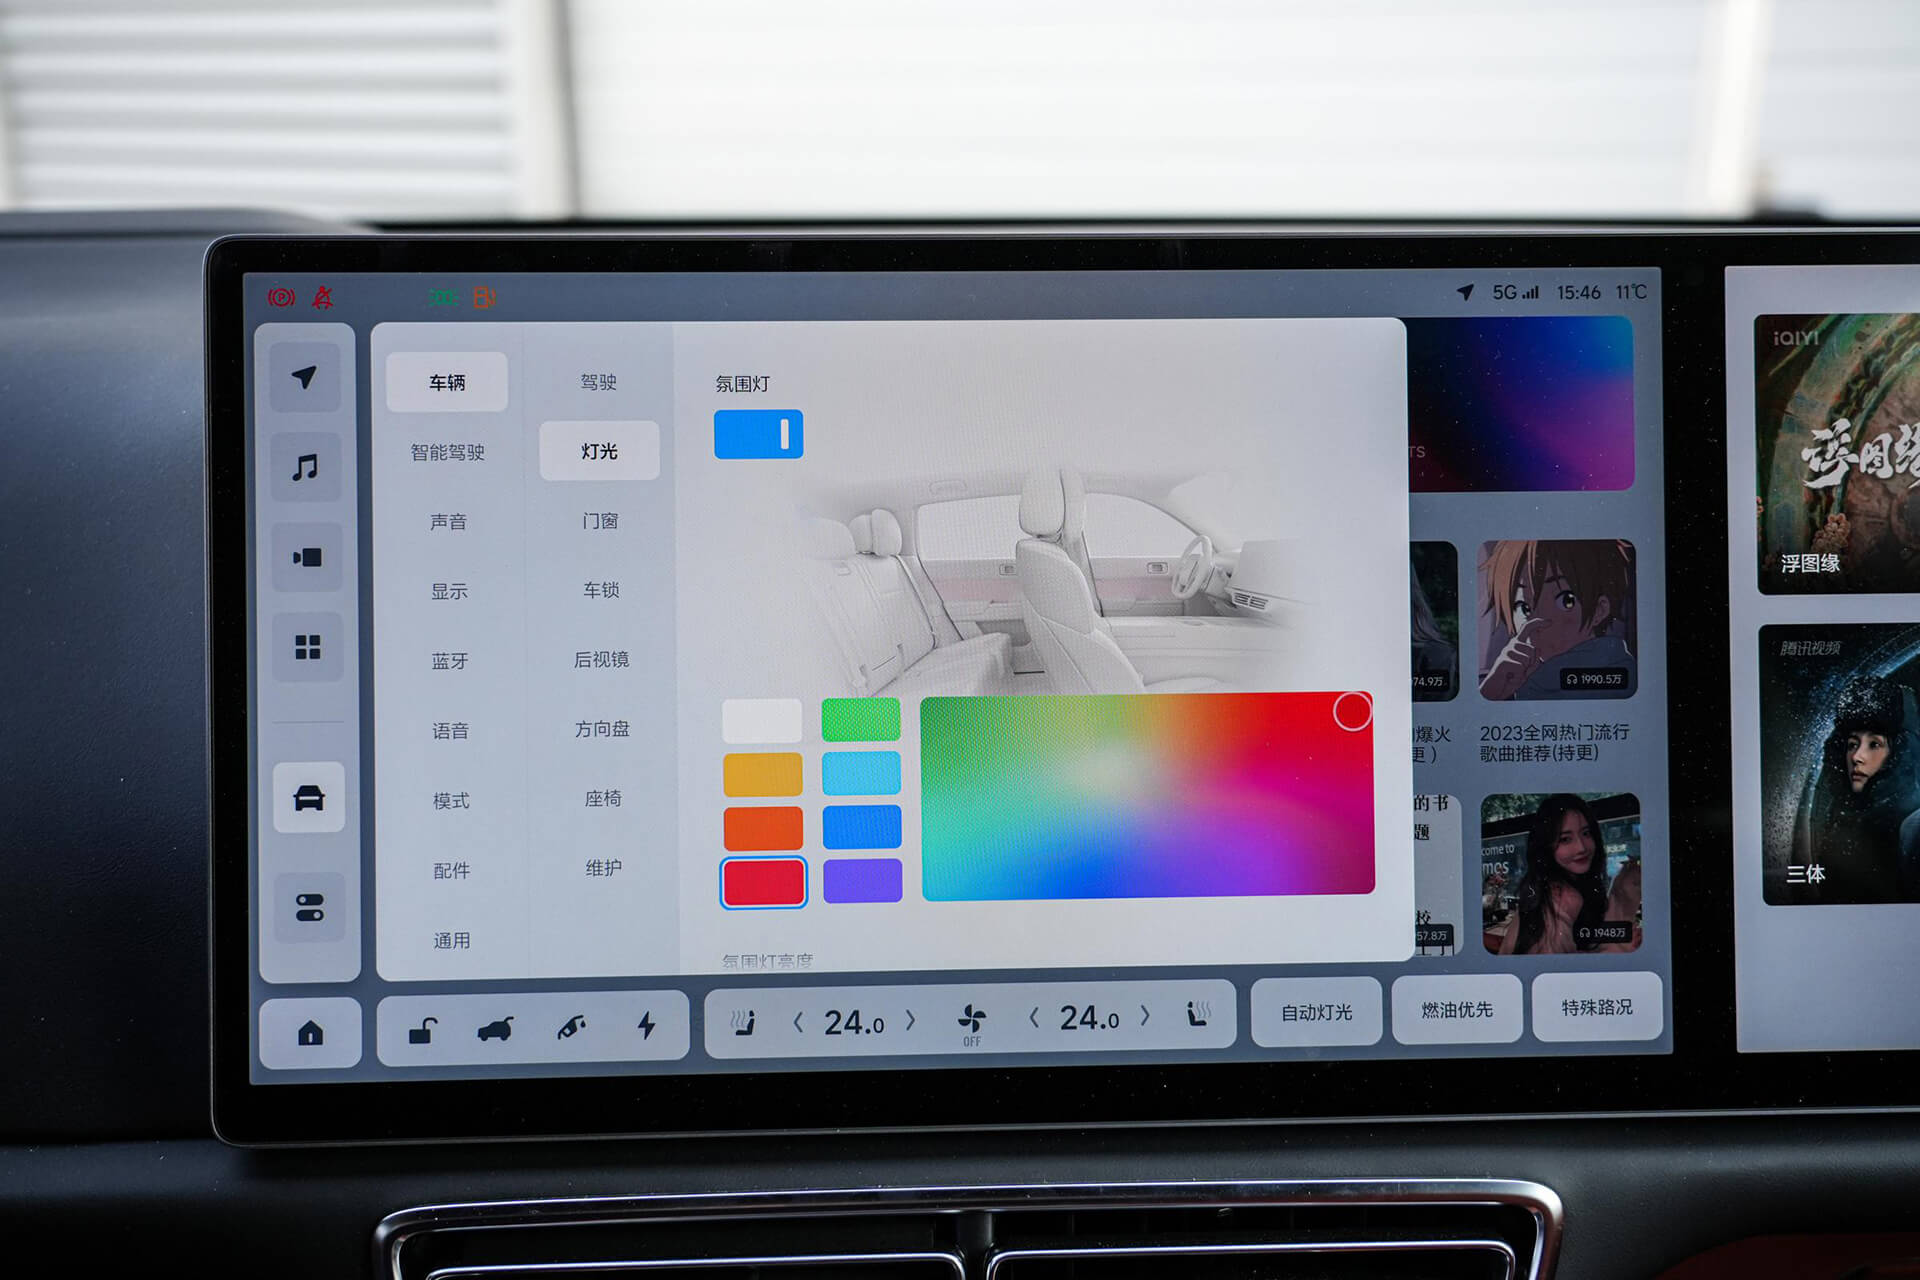 5G 15:46 11℃
车辆
智能驾驶
声音
显示
蓝牙
语音
模式
配件
通用
驾驶
灯光
门窗
车锁
后视镜
方向盘
座椅
维护
氛围灯
氛围灯亮度
TS
74.9万
1990.5万
爆火
更）
2023全网热门流行
歌曲推荐(持更)
的书
题
校
57.8万
come to
mes
1948万
24.0
OFF
24.0
自动灯光
燃油优先
特殊路况
iQIYI
浮图缘
浮图缘
腾讯视频
三体